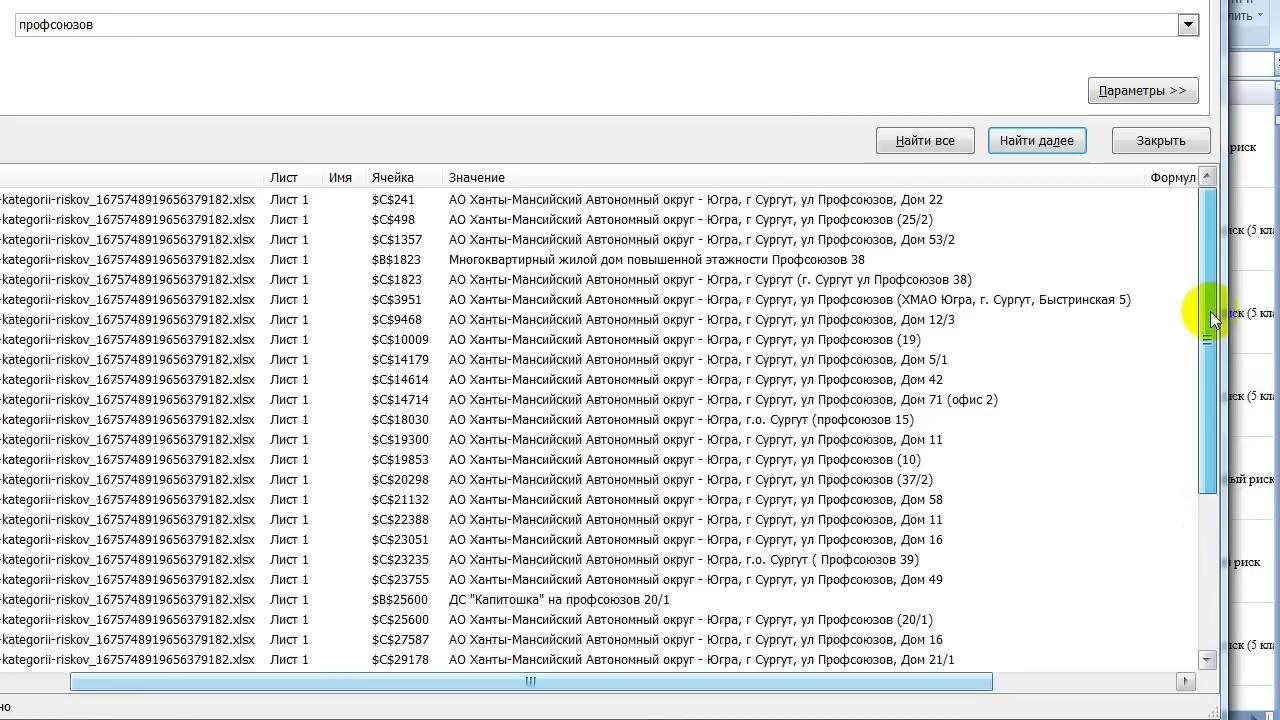 лить
профсоюзов
Параметры >>
Найти все Найти далее Закрыть
Лист Имя Ячейка Значение Формул
-kategorii-riskov_1675748919656379182.xlsx Лист 1 $C$241 АО Ханты-Мансийский Автономный округ - Югра, г Сургут, ул Профсоюзов, Дом 22
-kategorii-riskov_1675748919656379182.xlsx Лист 1 $C$498 АО Ханты-Мансийский Автономный округ - Югра, г Сургут, ул Профсоюзов (25/2)
-kategorii-riskov_1675748919656379182.xlsx Лист 1 $C$1357 АО Ханты-Мансийский Автономный округ - Югра, г Сургут, ул Профсоюзов, Дом 53/2
-kategorii-riskov_1675748919656379182.xlsx Лист 1 $B$1823 Многоквартирный жилой дом повышенной этажности Профсоюзов 38
-kategorii-riskov_1675748919656379182.xlsx Лист 1 $C$1823 АО Ханты-Мансийский Автономный округ - Югра, г Сургут (г. Сургут ул Профсоюзов 38)
-kategorii-riskov_1675748919656379182.xlsx Лист 1 $C$3951 АО Ханты-Мансийский Автономный округ - Югра, г Сургут, ул Профсоюзов (ХМАО Югра, г. Сургут, Быстринская 5)
-kategorii-riskov_1675748919656379182.xlsx Лист 1 $C$9468 АО Ханты-Мансийский Автономный округ - Югра, г Сургут, ул Профсоюзов, Дом 12/3
-kategorii-riskov_1675748919656379182.xlsx Лист 1 $C$10009 АО Ханты-Мансийский Автономный округ - Югра, г Сургут, ул Профсоюзов (19)
-kategorii-riskov_1675748919656379182.xlsx Лист 1 $C$14179 АО Ханты-Мансийский Автономный округ - Югра, г Сургут, ул Профсоюзов, Дом 5/1
-kategorii-riskov_1675748919656379182.xlsx Лист 1 $C$14614 АО Ханты-Мансийский Автономный округ - Югра, г Сургут, ул Профсоюзов, Дом 42
-kategorii-riskov_1675748919656379182.xlsx Лист 1 $C$14714 АО Ханты-Мансийский Автономный округ - Югра, г Сургут, ул Профсоюзов, Дом 71 (офис 2)
-kategorii-riskov_1675748919656379182.xlsx Лист 1 $C$18030 АО Ханты-Мансийский Автономный округ - Югра, г.о. Сургут (профсоюзов 15)
-kategorii-riskov_1675748919656379182.xlsx Лист 1 $C$19300 АО Ханты-Мансийский Автономный округ - Югра, г Сургут, ул Профсоюзов, Дом 11
-kategorii-riskov_1675748919656379182.xlsx Лист 1 $C$19853 АО Ханты-Мансийский Автономный округ - Югра, г Сургут, ул Профсоюзов (10)
-kategorii-riskov_1675748919656379182.xlsx Лист 1 $C$20298 АО Ханты-Мансийский Автономный округ - Югра, г Сургут, ул Профсоюзов (37/2)
-kategorii-riskov_1675748919656379182.xlsx Лист 1 $C$21132 АО Ханты-Мансийский Автономный округ - Югра, г Сургут, ул Профсоюзов, Дом 58
-kategorii-riskov_1675748919656379182.xlsx Лист 1 $C$22388 АО Ханты-Мансийский Автономный округ - Югра, г Сургут, ул Профсоюзов, Дом 11
-kategorii-riskov_1675748919656379182.xlsx Лист 1 $C$23051 АО Ханты-Мансийский Автономный округ - Югра, г Сургут, ул Профсоюзов, Дом 16
-kategorii-riskov_1675748919656379182.xlsx Лист 1 $C$23235 АО Ханты-Мансийский Автономный округ - Югра, г.о. Сургут ( Профсоюзов 39)
-kategorii-riskov_1675748919656379182.xlsx Лист 1 $C$23755 АО Ханты-Мансийский Автономный округ - Югра, г Сургут, ул Профсоюзов, Дом 49
-kategorii-riskov_1675748919656379182.xlsx Лист 1 $B$25600 ДС "Капитошка" на профсоюзов 20/1
-kategorii-riskov_1675748919656379182.xlsx Лист 1 $C$25600 АО Ханты-Мансийский Автономный округ - Югра, г Сургут, ул Профсоюзов (20/1)
-kategorii-riskov_1675748919656379182.xlsx Лист 1 $C$27587 АО Ханты-Мансийский Автономный округ - Югра, г Сургут, ул Профсоюзов, Дом 16
-kategorii-riskov_1675748919656379182.xlsx Лист 1 $C$29178 АО Ханты-Мансийский Автономный округ - Югра, г Сургут, ул Профсоюзов, Дом 21/1
но
риск
иск (5 кла
иск (5 кла
иск (5 кла
ый риск
риск
иск (5 кла